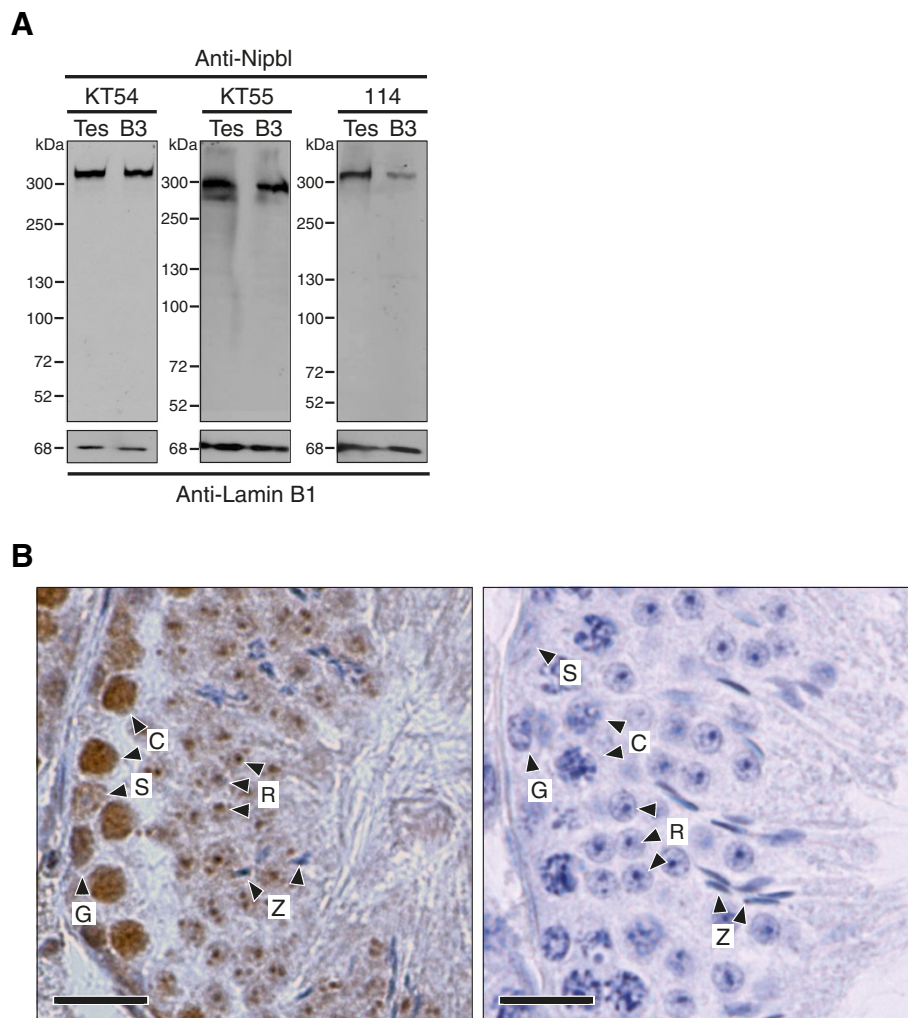 A
Anti-Nipbl
KT54 KT55 114
Tes B3 Tes B3 Tes B3
kDa kDa kDa
300 300 300
250 250 250
130 130 130
100 100 100
72 72 72
52 52 52
68 68 68
Anti-Lamin B1
B
C
S
R
G
Z
S
C
G
R
Z